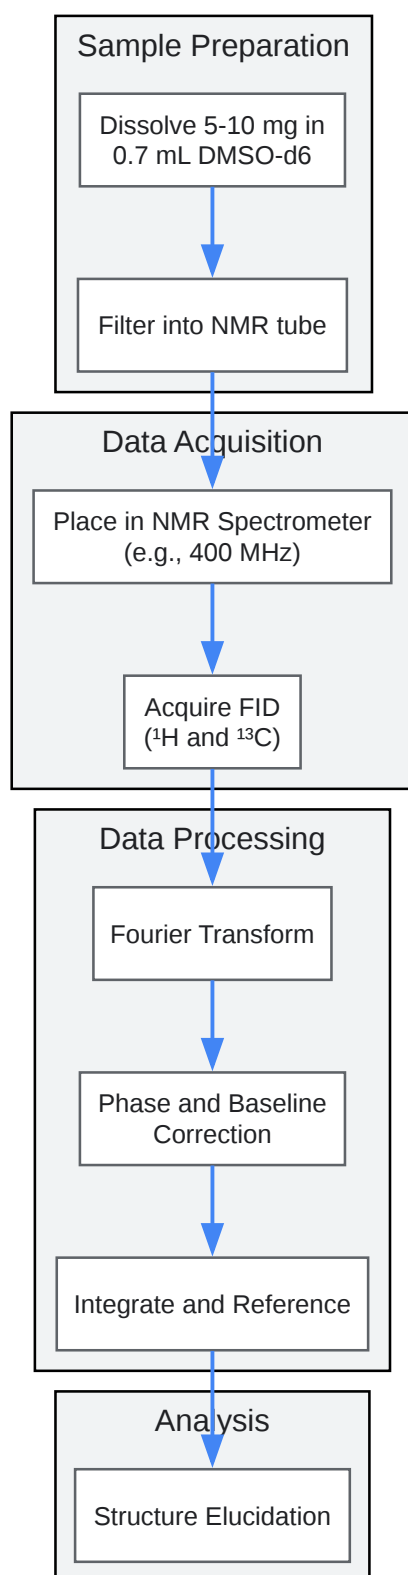 Sample Preparation
Dissolve 5-10 mg in
0.7 mL DMSO-d6
Filter into NMR tube
Data Acquisition
Place in NMR Spectrometer
(e.g., 400 MHz)
Acquire FID
(¹H and ¹³C)
Data Processing
Fourier Transform
Phase and Baseline
Correction
Integrate and Reference
Analysis
Structure Elucidation